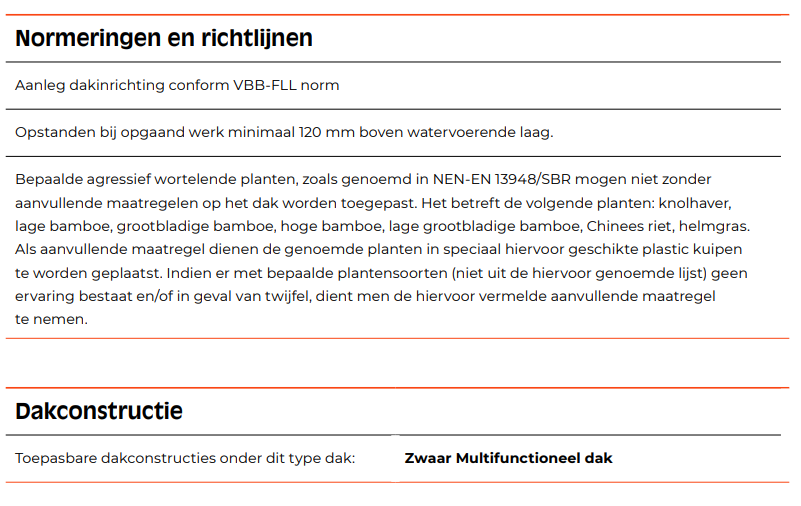 Normeringen en richtlijnen
Aanleg dakinrichting conform VBB-FLL norm
Opstanden bij opgaand werk minimaal 120 mm boven watervoerende laag.
Bepaalde agressief wortelende planten, zoals genoemd in NEN-EN 13948/SBR mogen niet zonder
aanvullende maatregelen op het dak worden toegepast. Het betreft de volgende planten: knolhaver,
lage bamboe, grootbladige bamboe, hoge bamboe, lage grootbladige bamboe, Chinees riet, helmgras.
Als aanvullende maatregel dienen de genoemde planten in speciaal hiervoor geschikte plastic kuipen
te worden geplaatst. Indien er met bepaalde plantensoorten (niet uit de hiervoor genoemde lijst) geen
ervaring bestaat en/of in geval van twijfel, dient men de hiervoor vermelde aanvullende maatregel
te nemen.
Dakconstructie
Toepasbare dakconstructies onder dit type dak: Zwaar Multifunctioneel dak